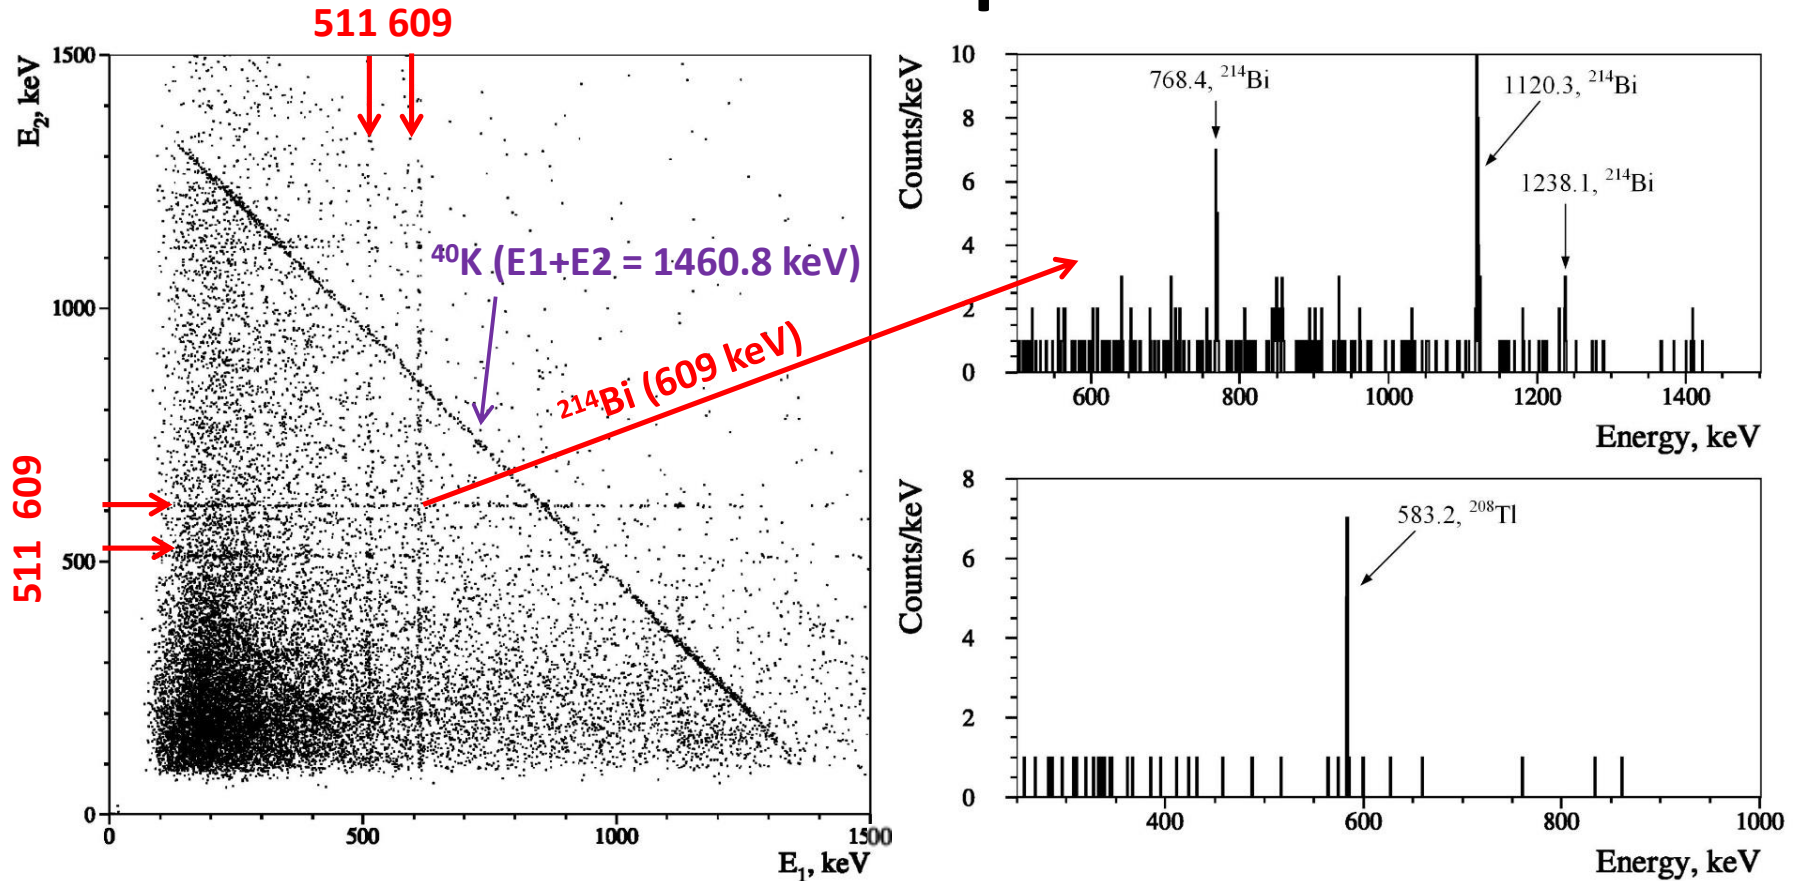 511 609
1500
E2, keV
1000
500
0
511 609
0
500
1000
1500
E1, keV
40K (E1+E2 = 1460.8 keV)
214Bi (609 keV)
10
8
6
4
2
0
Counts/keV
768.4, 214Bi
1120.3, 214Bi
1238.1, 214Bi
600
800
1000
1200
1400
Energy, keV
8
6
4
2
0
Counts/keV
583.2, 208Tl
400
600
800
1000
Energy, keV